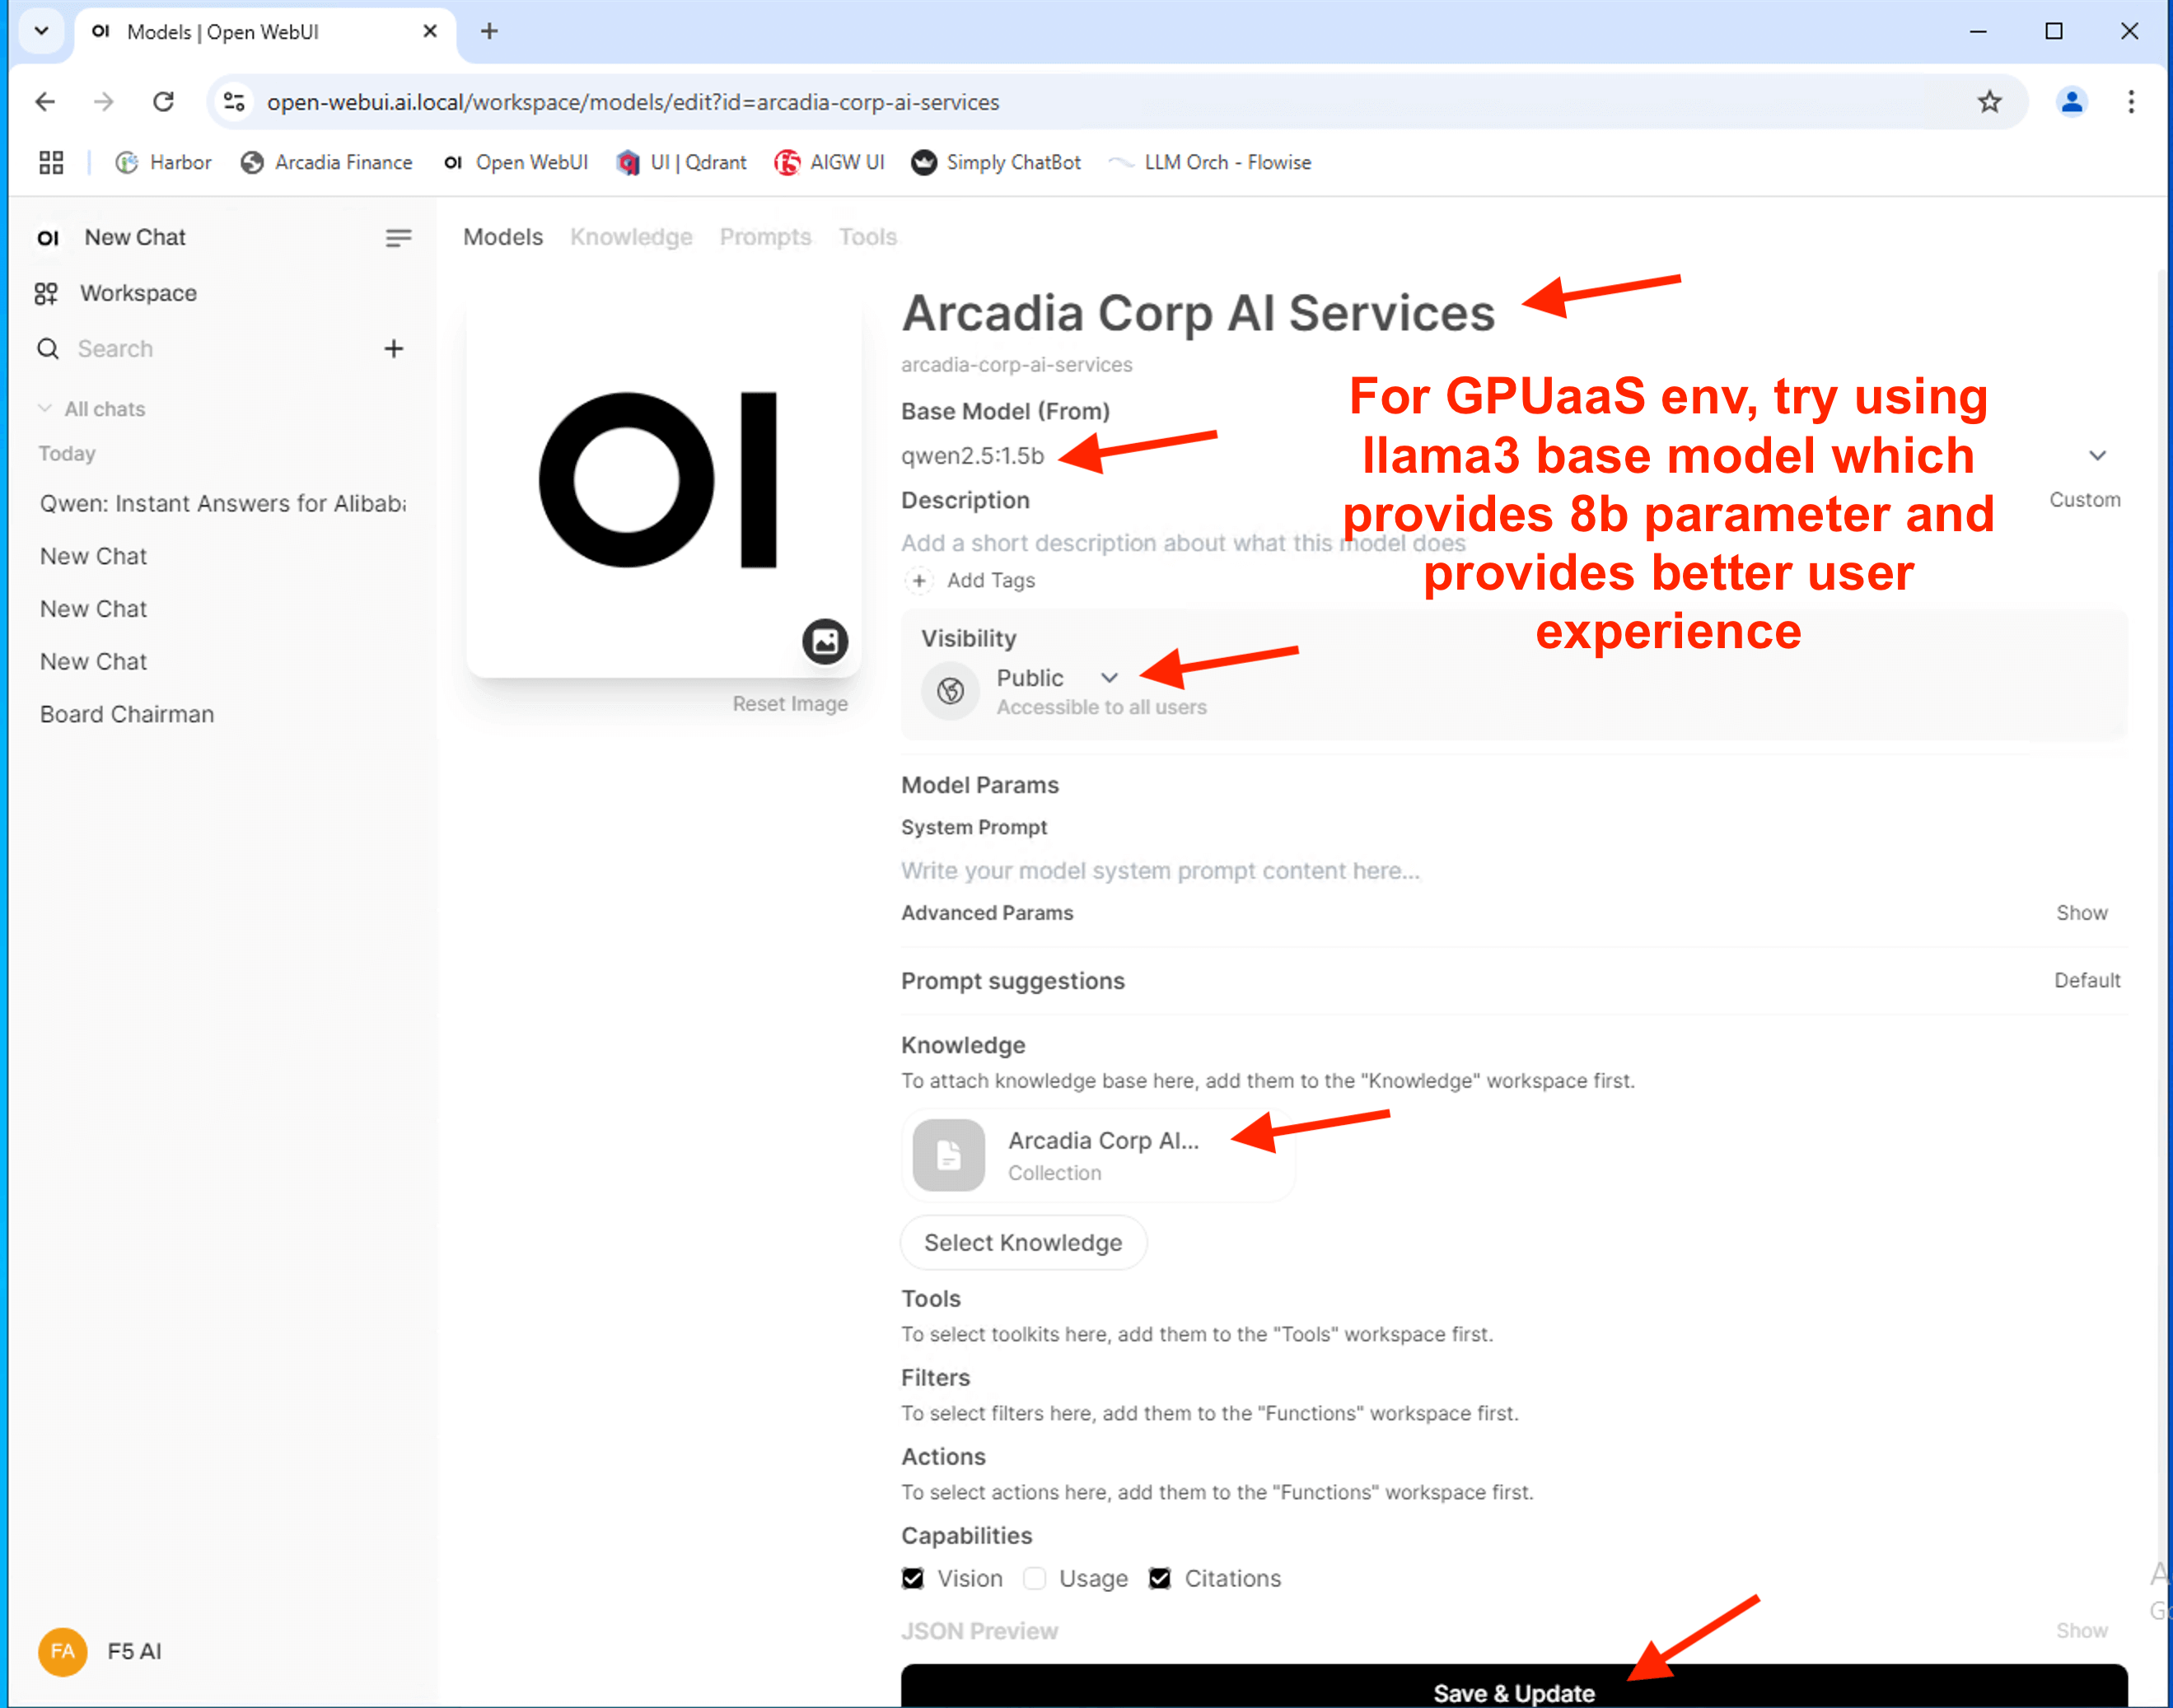 Models | Open WebUI
open-webui.ai.local/workspace/models/edit?id=arcadia-corp-ai-services
Harbor Arcadia Finance OI Open WebUI UI | Qdrant AIGW UI Simply ChatBot LLM Orch - Flowise
OI New Chat
Workspace
Search
All chats
Today
Qwen: Instant Answers for Alibaba
New Chat
New Chat
New Chat
Board Chairman
FA F5 AI
Models Knowledge Prompts Tools
OI
Reset Image
Arcadia Corp AI Services
arcadia-corp-ai-services
Base Model (From)
qwen2.5:1.5b
Description
Custom
Add a short description about what this model does
Add Tags
For GPUaaS env, try using
llama3 base model which
provides 8b parameter and
provides better user
experience
Visibility
Public
Accessible to all users
Model Params
System Prompt
Write your model system prompt content here...
Advanced Params Show
Prompt suggestions Default
Knowledge
To attach knowledge base here, add them to the "Knowledge" workspace first.
Arcadia Corp AI...
Collection
Select Knowledge
Tools
To select toolkits here, add them to the "Tools" workspace first.
Filters
To select filters here, add them to the "Functions" workspace first.
Actions
To select actions here, add them to the "Functions" workspace first.
Capabilities
Vision Usage Citations
JSON Preview Show
Save & Update